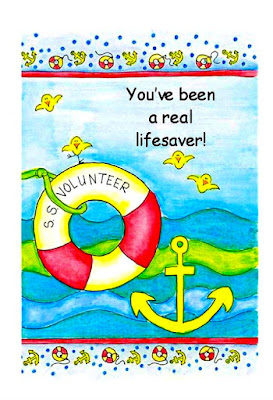 You've been
a real
lifesaver!
S.S VOLUNTEER